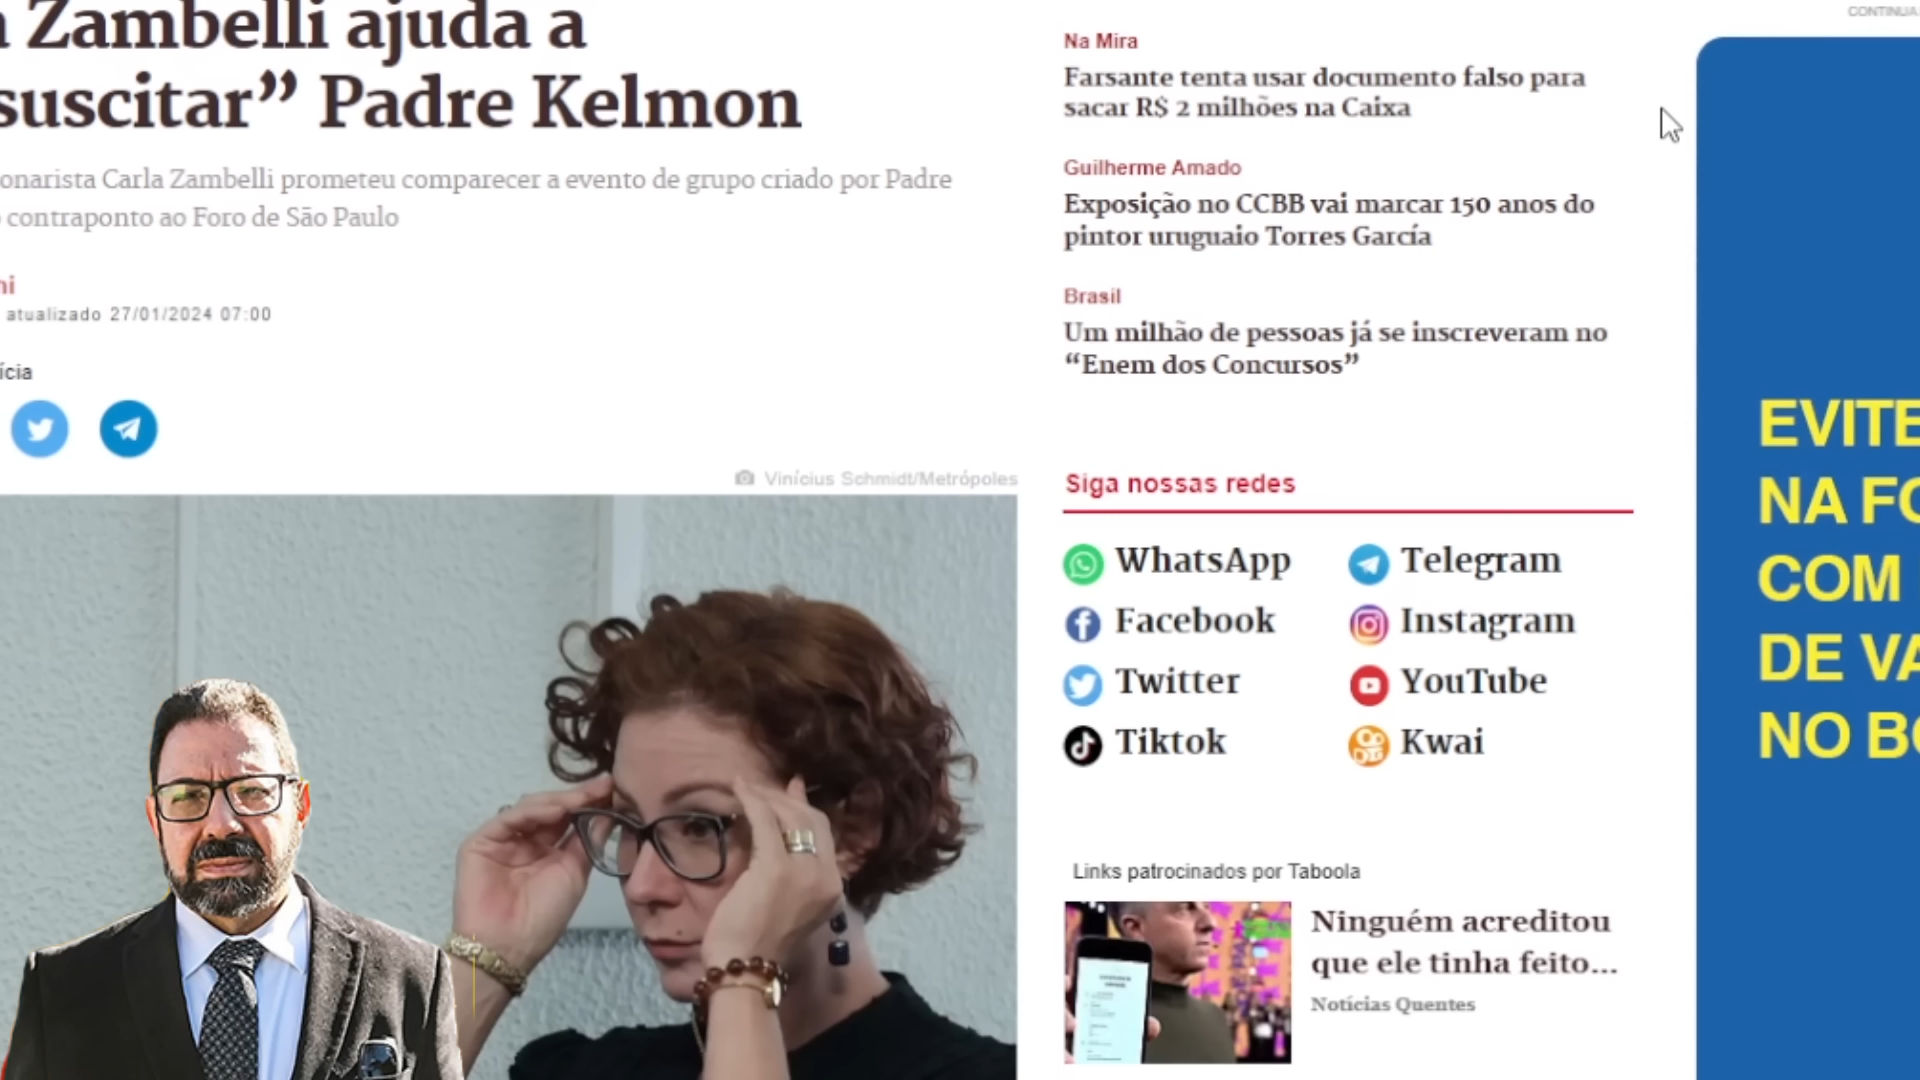 Zambelli ajuda a
suscitar” Padre Kelmon
onarista Carla Zambelli prometeu comparecer a evento de grupo criado por Padre
contraponto ao Foro de São Paulo
ni
atualizado 27/01/2024 07:00
ícia
Vinícius Schmidt/Metrópoles
Na Mira
Farsante tenta usar documento falso para
sacar R$ 2 milhões na Caixa
Guilherme Amado
Exposição no CCBB vai marcar 150 anos do
pintor uruguaio Torres García
Brasil
Um milhão de pessoas já se inscreveram no
“Enem dos Concursos”
Siga nossas redes
WhatsApp
Telegram
Facebook
Instagram
Twitter
YouTube
Tiktok
Kwai
Links patrocinados por Taboola
Ninguém acreditou
que ele tinha feito...
Notícias Quentes
CONTINUA
EVITE
NA FO
COM
DE VA
NO BO